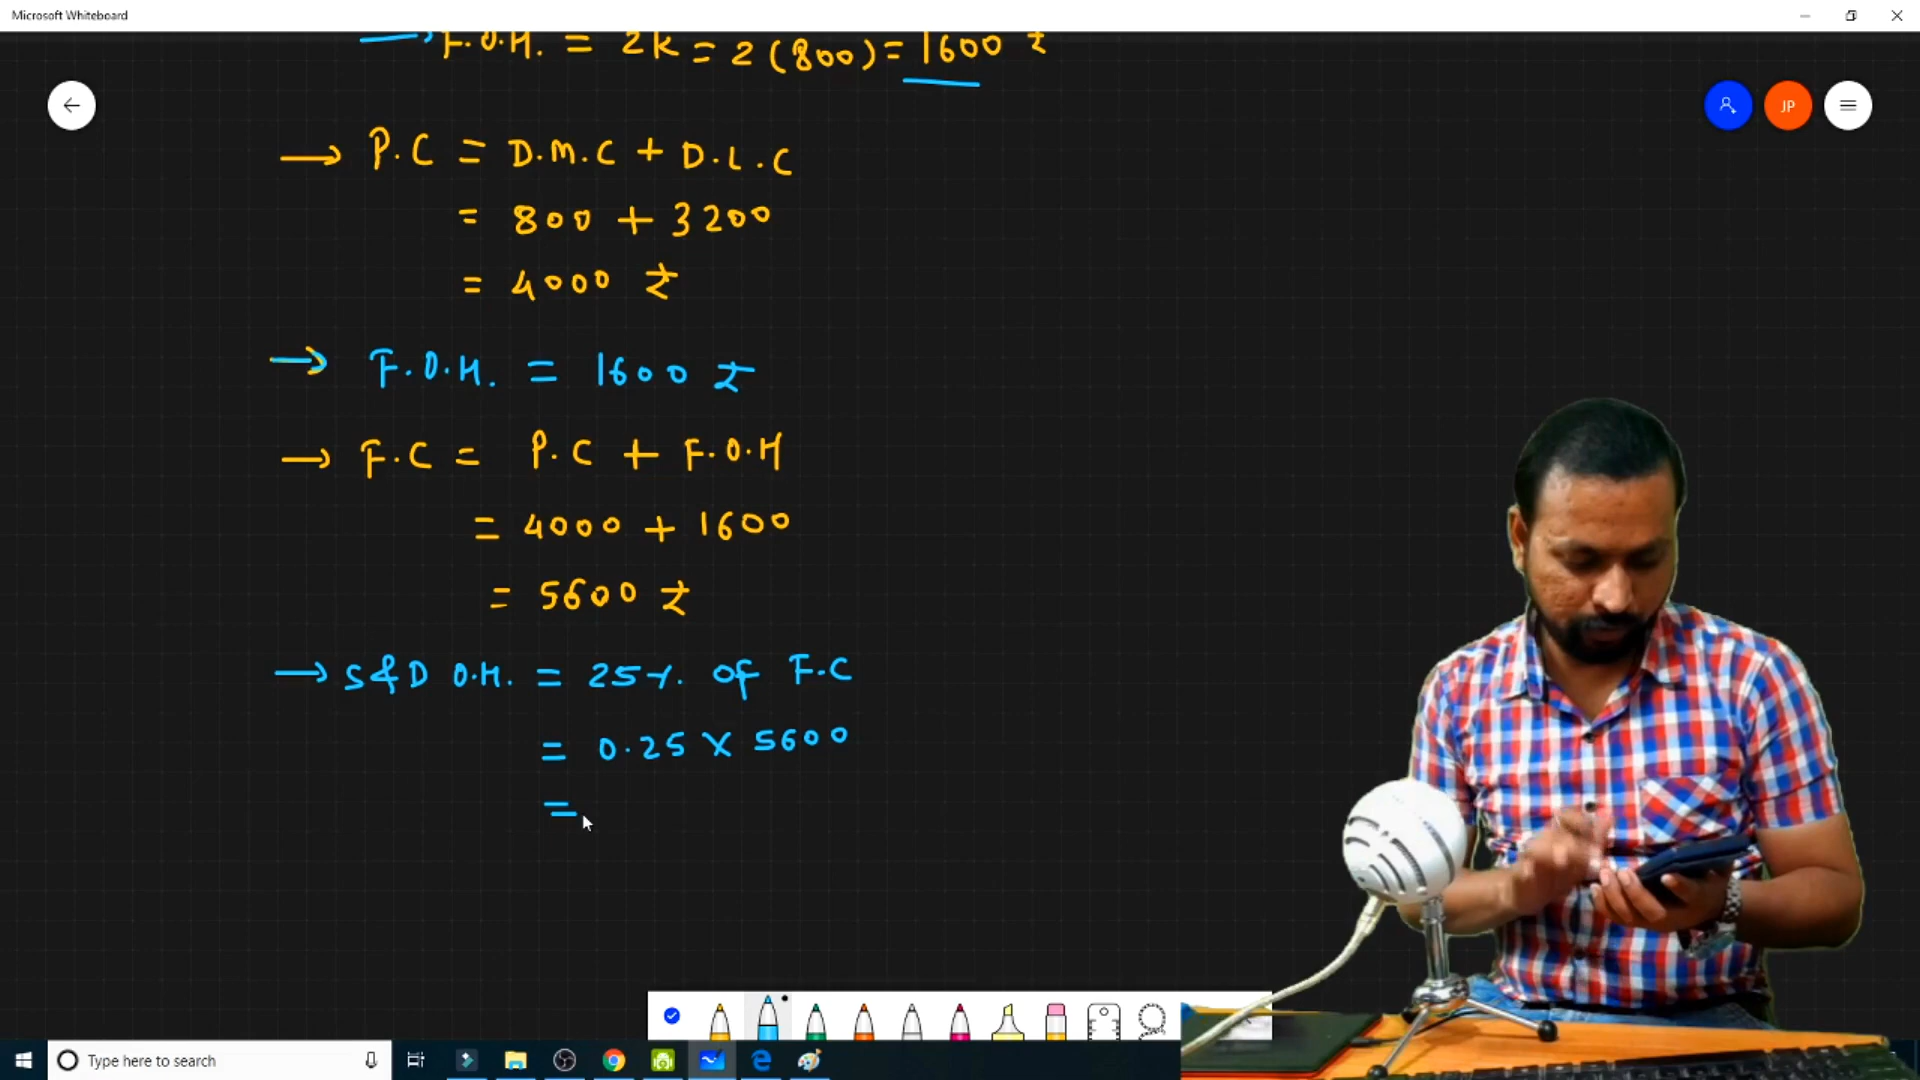 Microsoft Whiteboard
F.O.H. = 2K = 2 (800) = 1600 ₹
JP
→ P.C = D.M.C + D.L.C
= 800 + 3200
= 4000 ₹
→ F.O.H. = 1600 ₹
→ F.C = P.C + F.O.H
= 4000 + 1600
= 5600 ₹
→ S&D O.H. = 25%. of F.C
= 0.25 X 5600
=
Type here to search